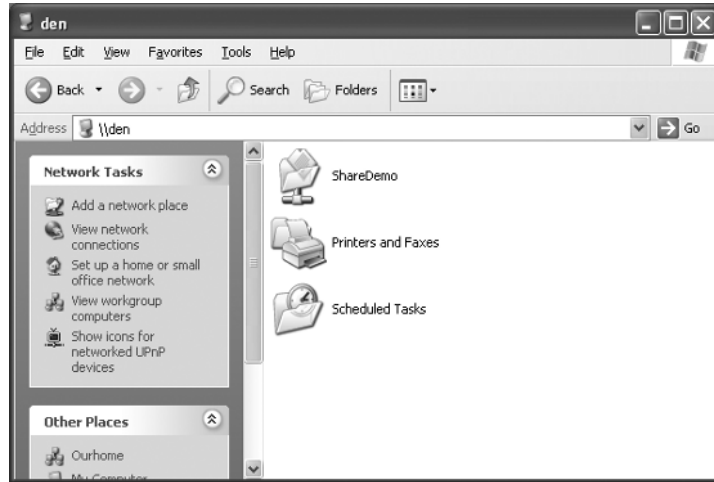 den
File Edit View Favorites Tools Help
Back Search Folders
Address \\den Go
Network Tasks
Add a network place
View network
connections
Set up a home or small
office network
View workgroup
computers
Show icons for
networked UPnP
devices
Other Places
Ourhome
My Computer
ShareDemo
Printers and Faxes
Scheduled Tasks